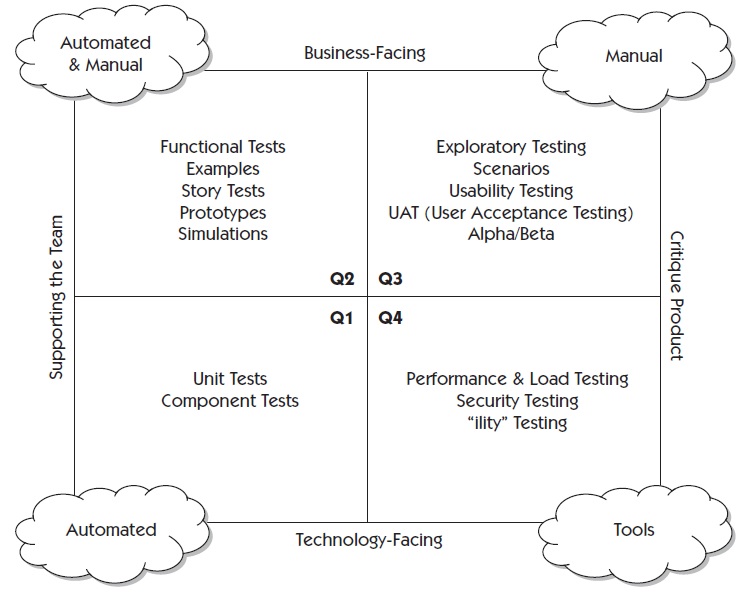 Automated
& Manual
Business-Facing
Manual
Functional Tests
Examples
Story Tests
Prototypes
Simulations
Exploratory Testing
Scenarios
Usability Testing
UAT (User Acceptance Testing)
Alpha/Beta
Supporting the Team
Q2
Q3
Critique Product
Q1
Q4
Unit Tests
Component Tests
Performance & Load Testing
Security Testing
“ility” Testing
Automated
Technology-Facing
Tools